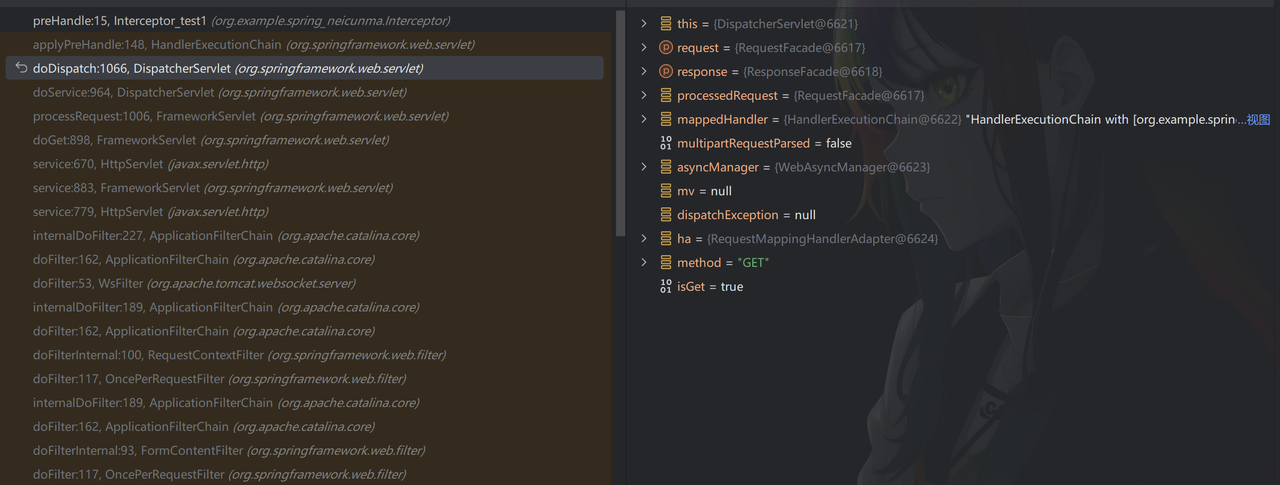 preHandle:15, Interceptor_test1 (org.example.spring_neicunma.Interceptor)
applyPreHandle:148, HandlerExecutionChain (org.springframework.web.servlet)
doDispatch:1066, DispatcherServlet (org.springframework.web.servlet)
doService:964, DispatcherServlet (org.springframework.web.servlet)
processRequest:1006, FrameworkServlet (org.springframework.web.servlet)
doGet:898, FrameworkServlet (org.springframework.web.servlet)
service:670, HttpServlet (javax.servlet.http)
service:883, FrameworkServlet (org.springframework.web.servlet)
service:779, HttpServlet (javax.servlet.http)
internalDoFilter:227, ApplicationFilterChain (org.apache.catalina.core)
doFilter:162, ApplicationFilterChain (org.apache.catalina.core)
doFilter:53, WsFilter (org.apache.tomcat.websocket.server)
internalDoFilter:189, ApplicationFilterChain (org.apache.catalina.core)
doFilter:162, ApplicationFilterChain (org.apache.catalina.core)
doFilterInternal:100, RequestContextFilter (org.springframework.web.filter)
doFilter:117, OncePerRequestFilter (org.springframework.web.filter)
internalDoFilter:189, ApplicationFilterChain (org.apache.catalina.core)
doFilter:162, ApplicationFilterChain (org.apache.catalina.core)
doFilterInternal:93, FormContentFilter (org.springframework.web.filter)
doFilter:117, OncePerRequestFilter (org.springframework.web.filter)
this = {DispatcherServlet@6621}
request = {RequestFacade@6617}
response = {ResponseFacade@6618}
processedRequest = {RequestFacade@6617}
mappedHandler = {HandlerExecutionChain@6622} "HandlerExecutionChain with [org.example.sprin...视图
multipartRequestParsed = false
asyncManager = {WebAsyncManager@6623}
mv = null
dispatchException = null
ha = {RequestMappingHandlerAdapter@6624}
method = "GET"
isGet = true